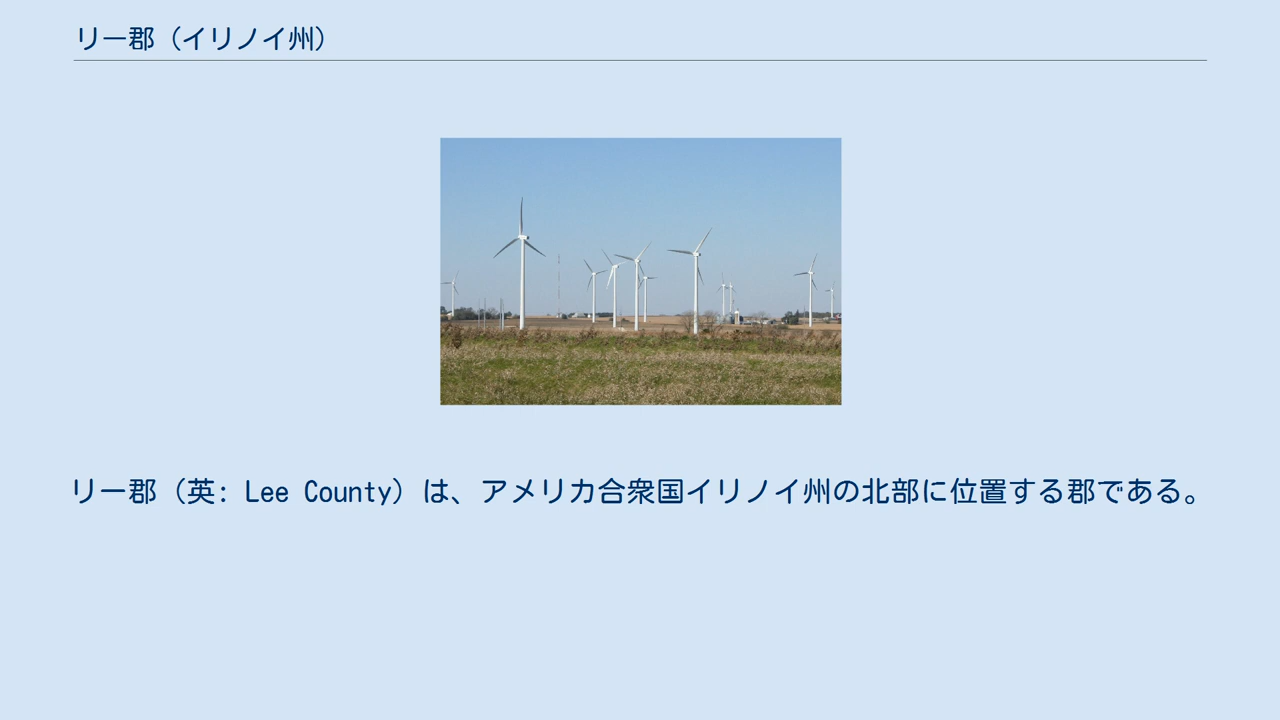 リー郡（イリノイ州）
リー郡（英: Lee County）は、アメリカ合衆国イリノイ州の北部に位置する郡である。